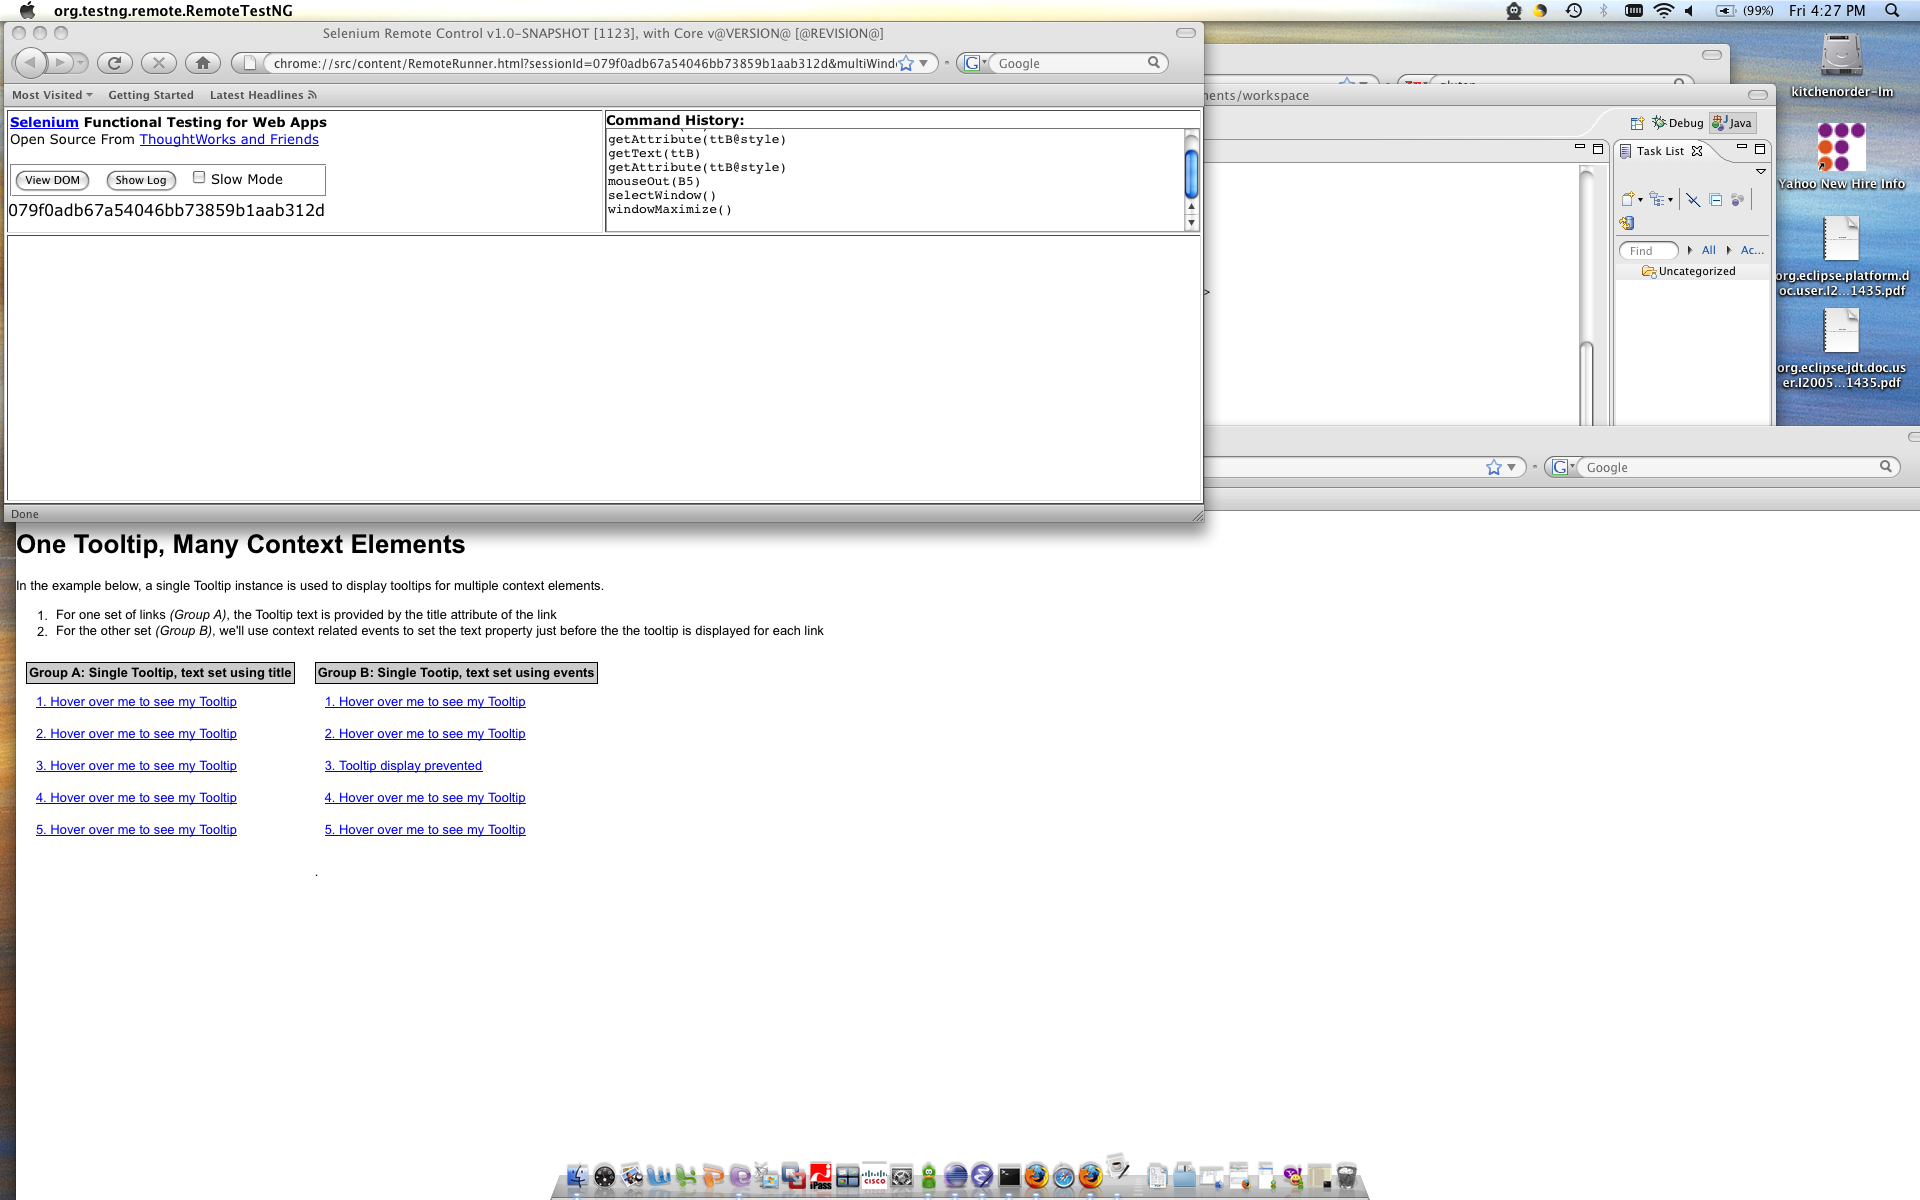 org.testng.remote.RemoteTestNG
(99%) Fri 4:27 PM
Selenium Remote Control v1.0-SNAPSHOT [1123], with Core v@VERSION@ [@REVISION@]
chrome://src/content/RemoteRunner.html?sessionId=079f0adb67a54046bb73859b1aab312d&multiWind
Google
Most Visited
Getting Started
Latest Headlines
Selenium Functional Testing for Web Apps
Open Source From ThoughtWorks and Friends
View DOM
Show Log
Slow Mode
079f0adb67a54046bb73859b1aab312d
Command History:
getAttribute(ttB@style)
getText(ttB)
getAttribute(ttB@style)
mouseOut(B5)
selectWindow()
windowMaximize()
Done
ents/workspace
Debug
Java
Task List
Find
All
Ac...
Uncategorized
>
kitchenorder-lm
Yahoo New Hire Info
org.eclipse.platform.d
oc.user.I2...1435.pdf
org.eclipse.jdt.doc.us
er.I2005...1435.pdf
Google
One Tooltip, Many Context Elements
In the example below, a single Tooltip instance is used to display tooltips for multiple context elements.
1. For one set of links (Group A), the Tooltip text is provided by the title attribute of the link
2. For the other set (Group B), we'll use context related events to set the text property just before the the tooltip is displayed for each link
Group A: Single Tooltip, text set using title
1. Hover over me to see my Tooltip
2. Hover over me to see my Tooltip
3. Hover over me to see my Tooltip
4. Hover over me to see my Tooltip
5. Hover over me to see my Tooltip
Group B: Single Tootip, text set using events
1. Hover over me to see my Tooltip
2. Hover over me to see my Tooltip
3. Tooltip display prevented
4. Hover over me to see my Tooltip
5. Hover over me to see my Tooltip
.
iPass
CISCO